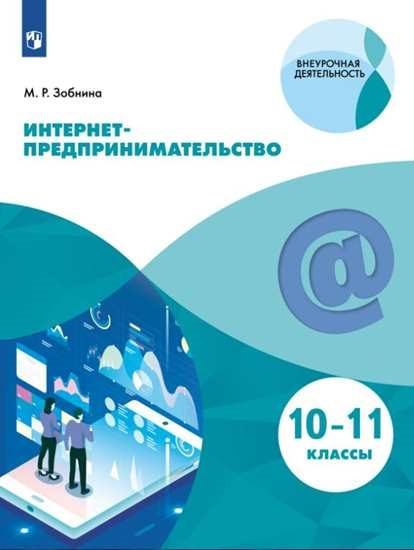 ВНЕУРОЧНАЯ
ДЕЯТЕЛЬНОСТЬ
М. Р. Зобнина
ИНТЕРНЕТ-
ПРЕДПРИНИМАТЕЛЬСТВО
@
10–11
КЛАССЫ